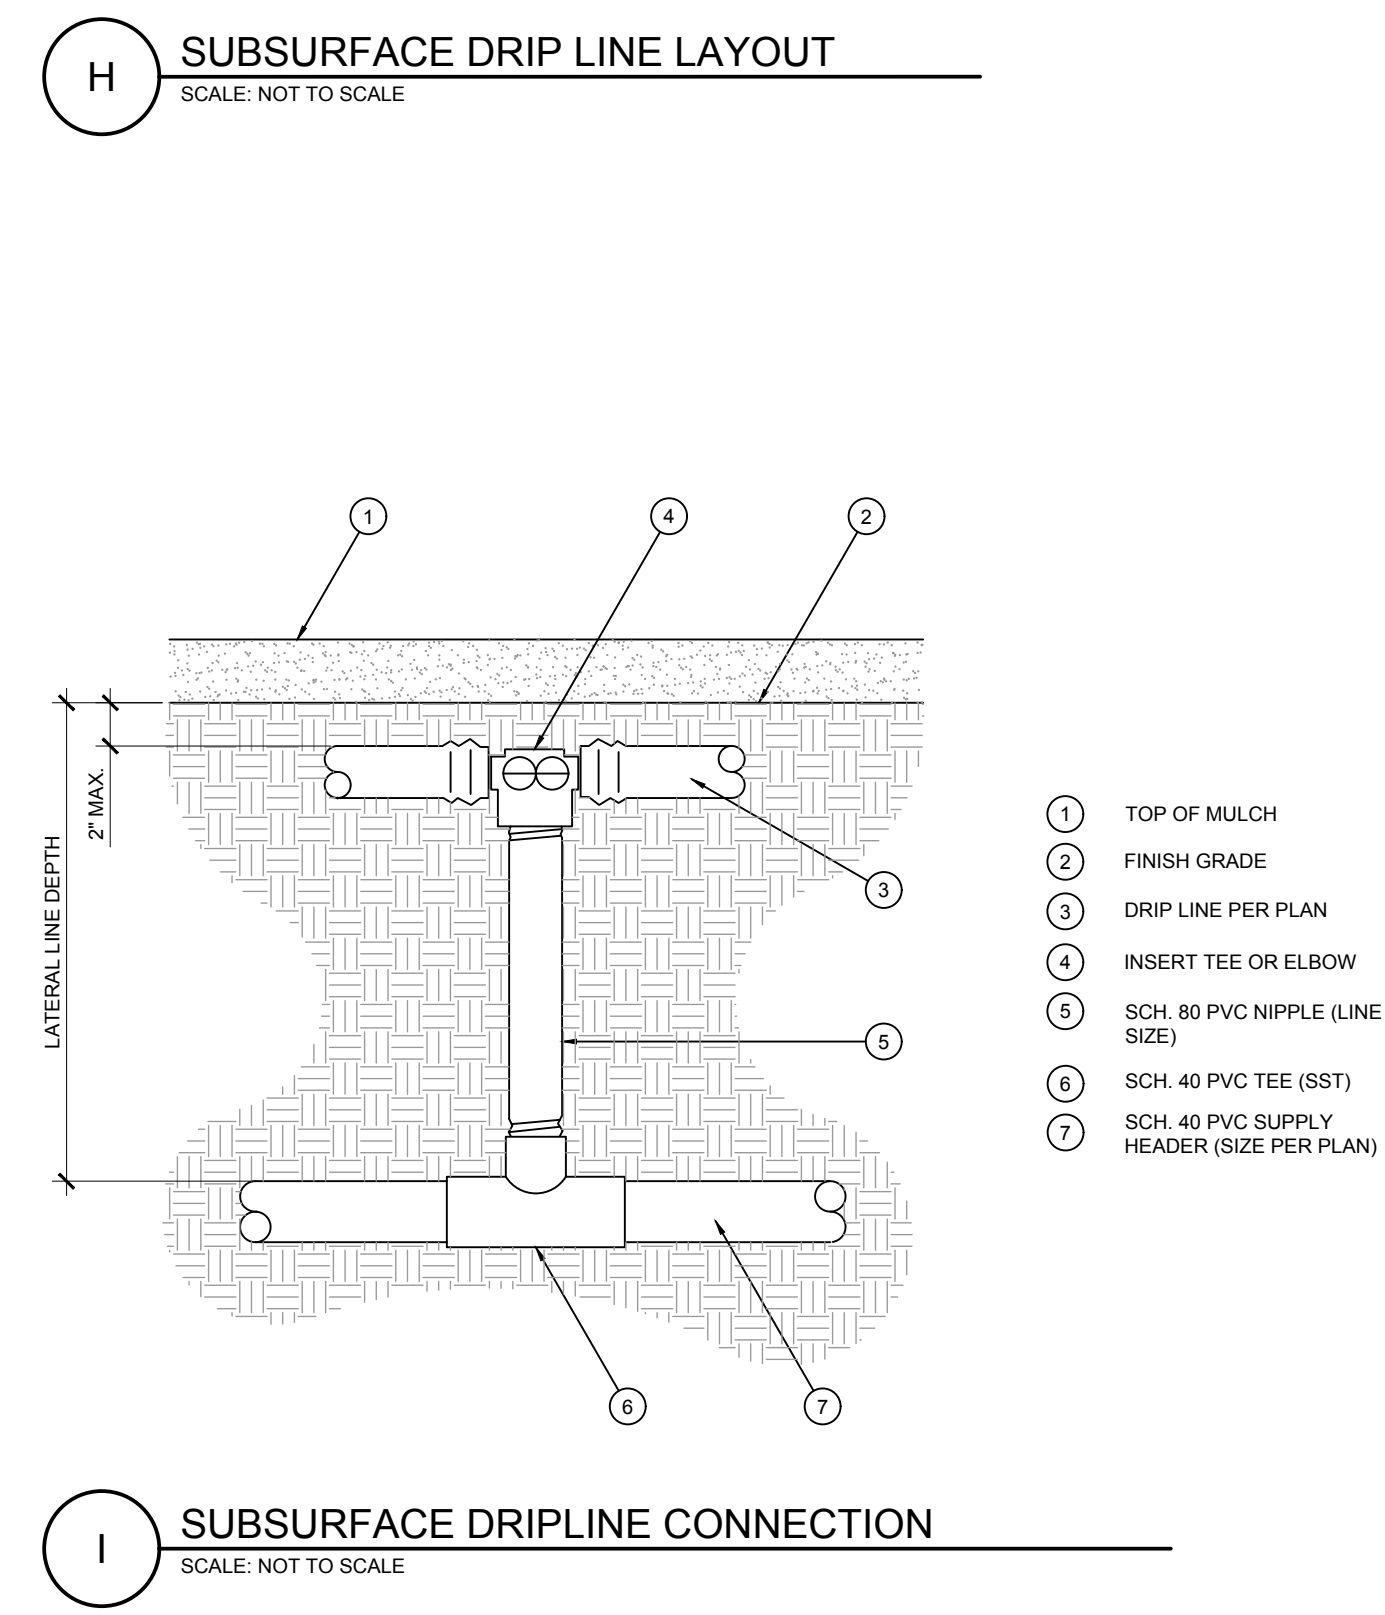 H
SUBSURFACE DRIP LINE LAYOUT
SCALE: NOT TO SCALE
1
4
2
2" MAX.
LATERAL LINE DEPTH
3
5
6
7
1 TOP OF MULCH
2 FINISH GRADE
3 DRIP LINE PER PLAN
4 INSERT TEE OR ELBOW
5 SCH. 80 PVC NIPPLE (LINE
SIZE)
6 SCH. 40 PVC TEE (SST)
7 SCH. 40 PVC SUPPLY
HEADER (SIZE PER PLAN)
I
SUBSURFACE DRIPLINE CONNECTION
SCALE: NOT TO SCALE